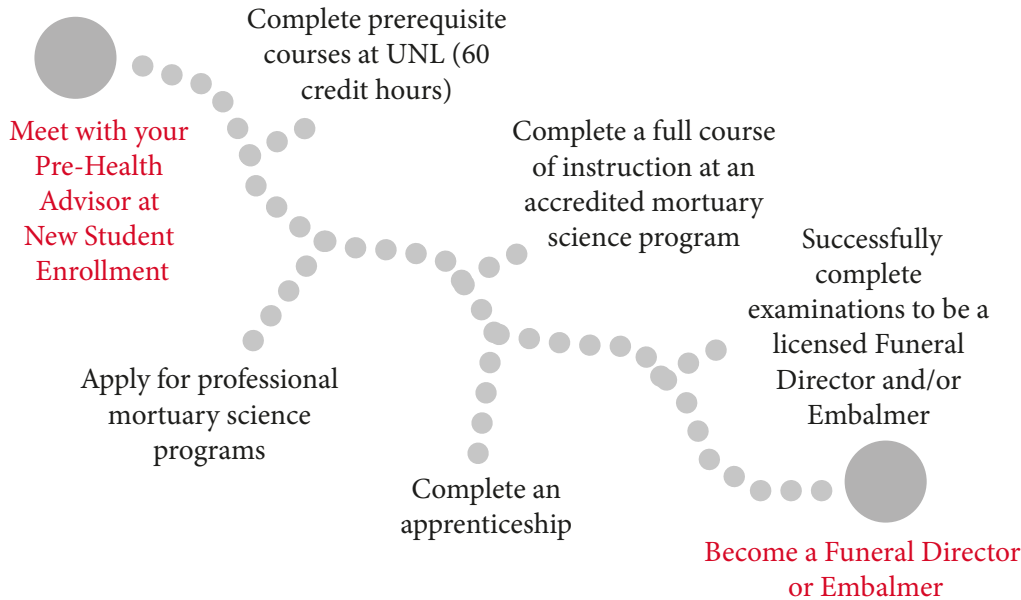 Meet with your
Pre-Health
Advisor at
New Student
Enrollment
Complete prerequisite
courses at UNL (60
credit hours)
Apply for professional
mortuary science
programs
Complete a full course
of instruction at an
accredited mortuary
science program
Complete an
apprenticeship
Successfully
complete
examinations to be a
licensed Funeral
Director and/or
Embalmer
Become a Funeral Director
or Embalmer